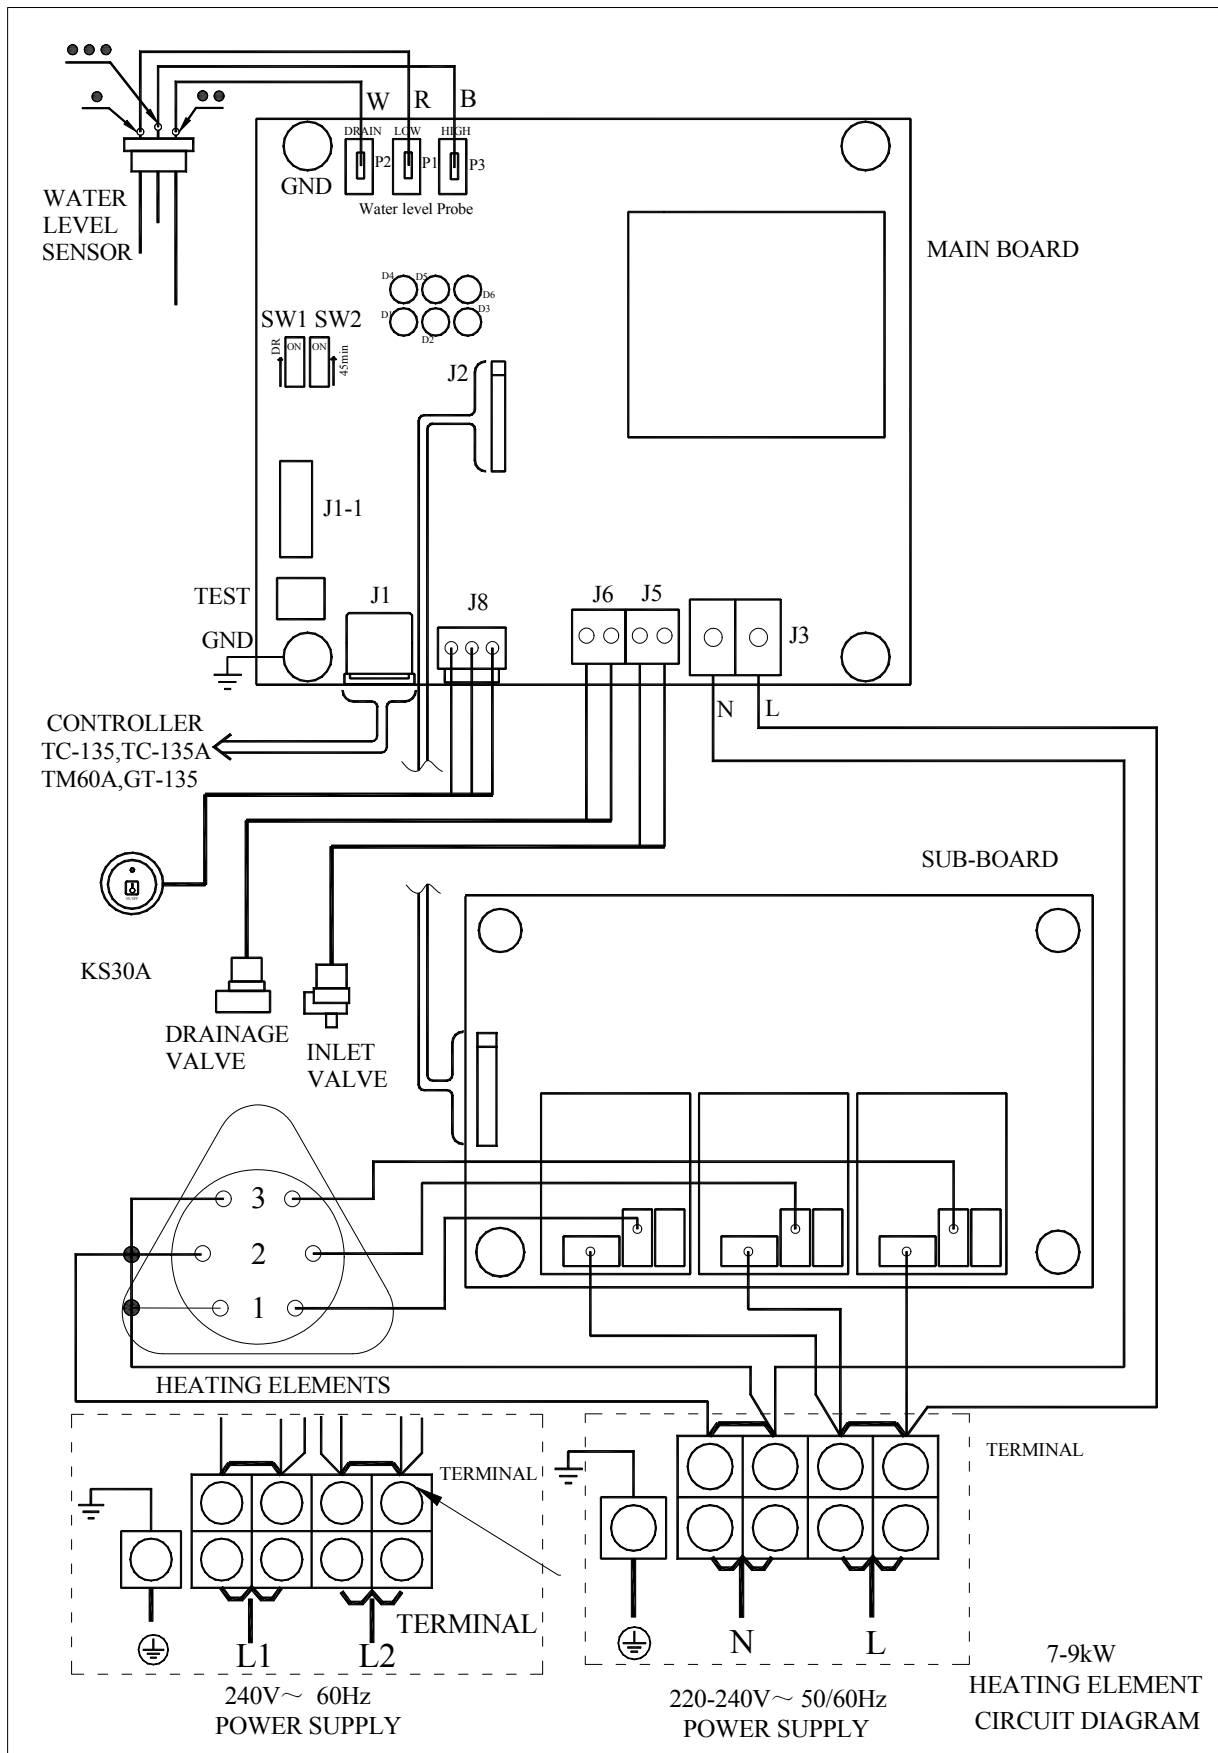 W R B
DRAIN LOW HIGH
P2 P1 P3
GND
Water level Probe
WATER
LEVEL
SENSOR
MAIN BOARD
D4 D5 D6
D1 D2 D3
SW1 SW2
DR ON ON 45min
J2
J1-1
TEST
J1 J8 J6 J5 J3
GND
N L
CONTROLLER
TC-135,TC-135A
TM60A,GT-135
SUB-BOARD
KS30A
DRAINAGE
VALVE
INLET
VALVE
3
2
1
HEATING ELEMENTS
TERMINAL
TERMINAL
TERMINAL
L1 L2
N L
240V～ 60Hz
POWER SUPPLY
220-240V～ 50/60Hz
POWER SUPPLY
7-9kW
HEATING ELEMENT
CIRCUIT DIAGRAM